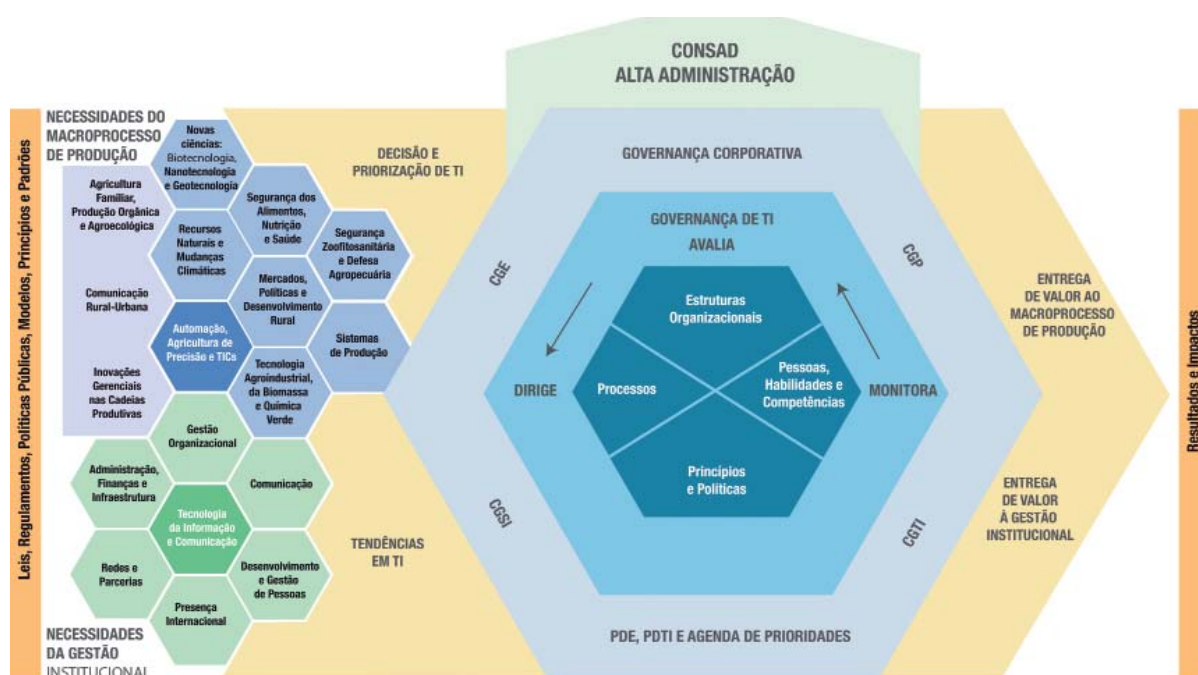 CONSAD
ALTA ADMINISTRAÇÃO
Leis, Regulamentos, Políticas Públicas, Modelos, Princípios e Padrões
NECESSIDADES DO
MACROPROCESSO
DE PRODUÇÃO
Novas
ciências:
Biotecnologia,
Nanotecnologia
e Geotecnologia
Agricultura
Familiar,
Produção Orgânica
e Agroecológica
Segurança dos
Alimentos,
Nutrição
e Saúde
Recursos
Naturais e
Mudanças
Climáticas
Segurança
Zoofitosanitária
e Defesa
Agropecuária
Comunicação
Rural-Urbana
Mercados,
Políticas e
Desenvolvimento
Rural
Automação,
Agricultura de
Precisão e TICs
Sistemas
de Produção
Inovações
Gerenciais
nas Cadeias
Produtivas
Tecnologia
Agroindustrial,
da Biomassa
e Química
Verde
Gestão
Organizacional
Administração,
Finanças e
Infraestrutura
Comunicação
Tecnologia
da Informação
e Comunicação
Redes e
Parcerias
Desenvolvimento
e Gestão
de Pessoas
Presença
Internacional
NECESSIDADES
DA GESTÃO
INSTITUCIONAL
DECISÃO E
PRIORIZAÇÃO DE TI
TENDÊNCIAS
EM TI
GOVERNANÇA CORPORATIVA
CGE
CGP
CGSI
CGTI
GOVERNANÇA DE TI
AVALIA
DIRIGE
MONITORA
Estruturas
Organizacionais
Processos
Pessoas,
Habilidades e
Competências
Princípios
e Políticas
PDE, PDTI E AGENDA DE PRIORIDADES
ENTREGA
DE VALOR AO
MACROPROCESSO
DE PRODUÇÃO
ENTREGA
DE VALOR
À GESTÃO
INSTITUCIONAL
Resultados e Impactos